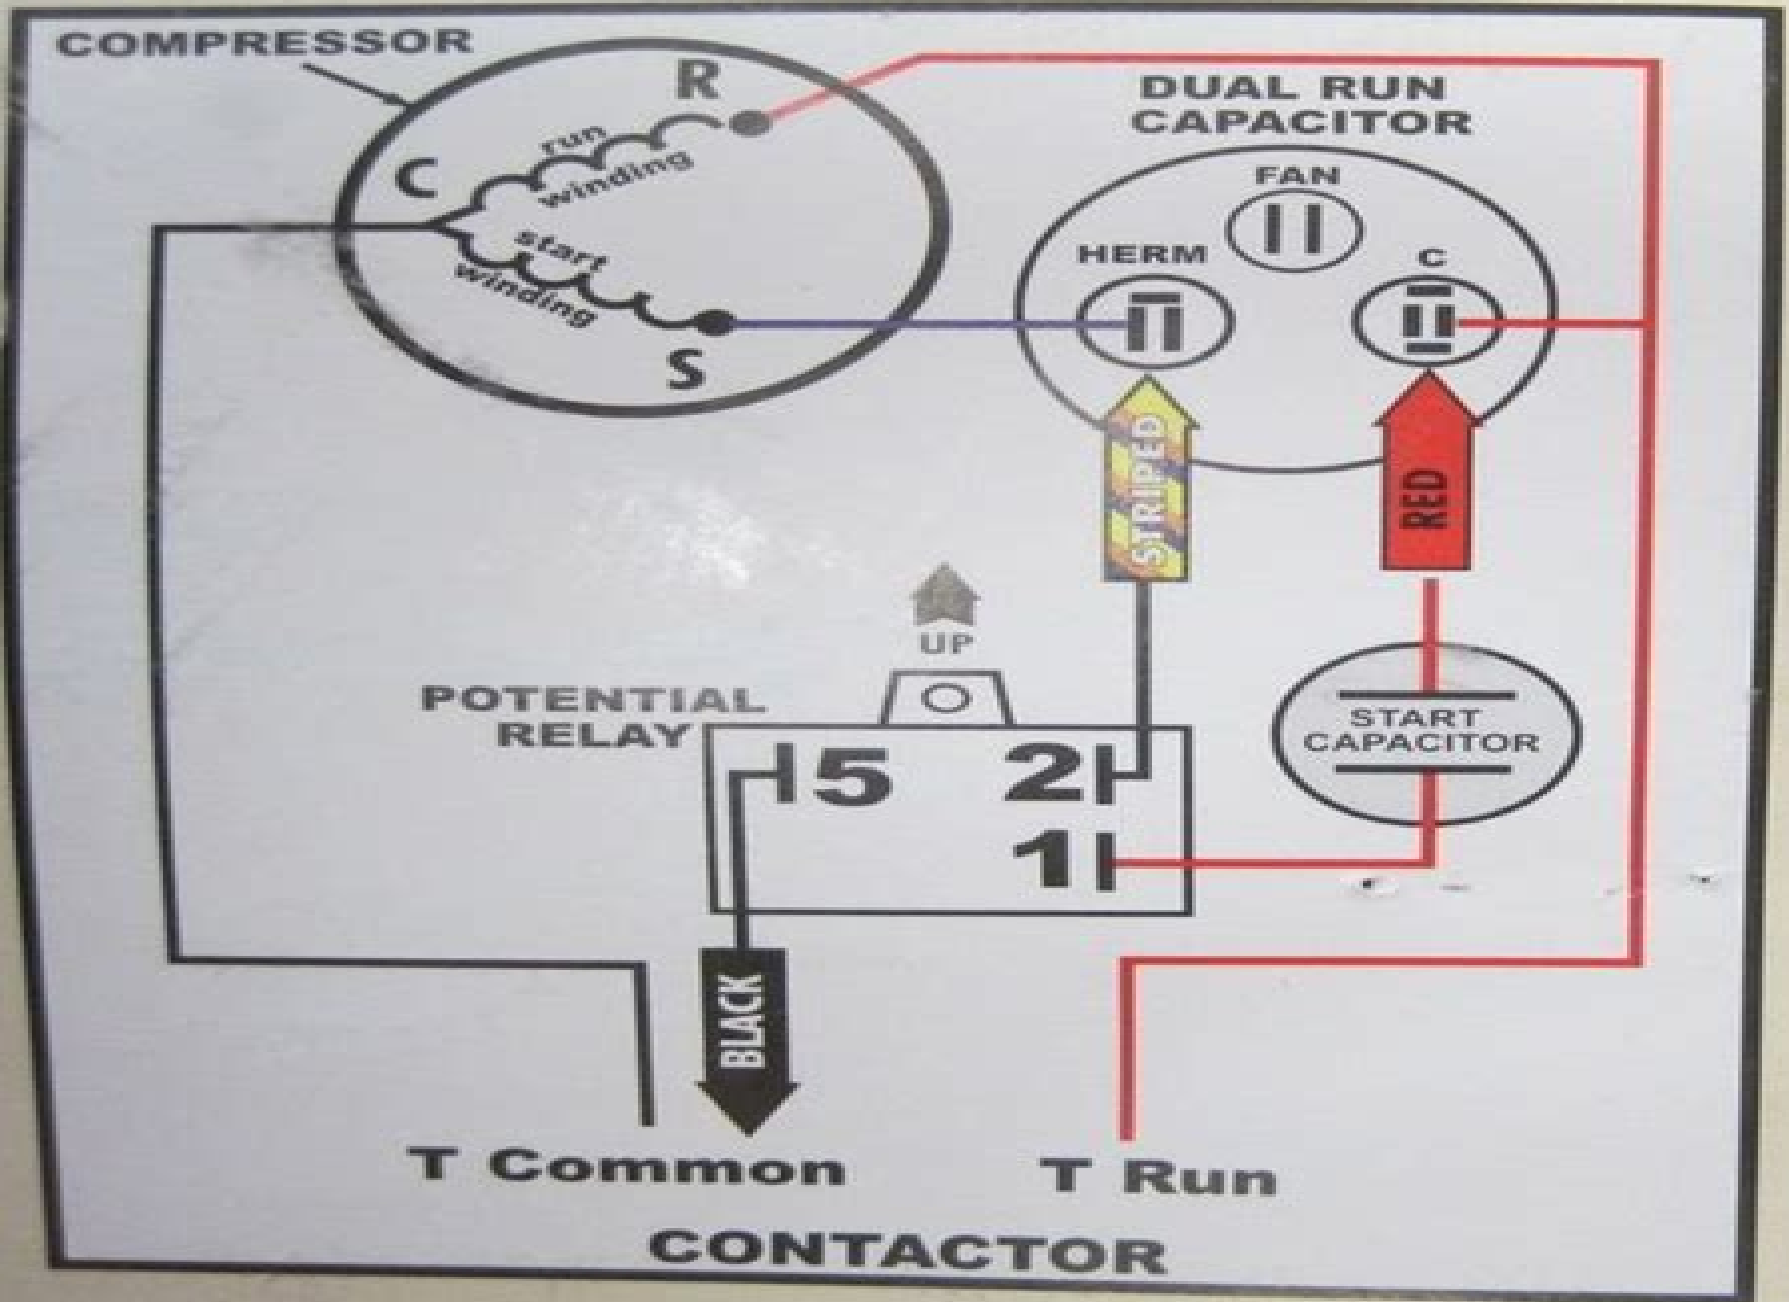 COMPRESSOR
R
DUAL RUN
CAPACITOR
run
winding
C
FAN
start
winding
HERM
C
S
STRIPED
RED
UP
POTENTIAL
RELAY
START
CAPACITOR
5
2
1
BLACK
T Common
T Run
CONTACTOR